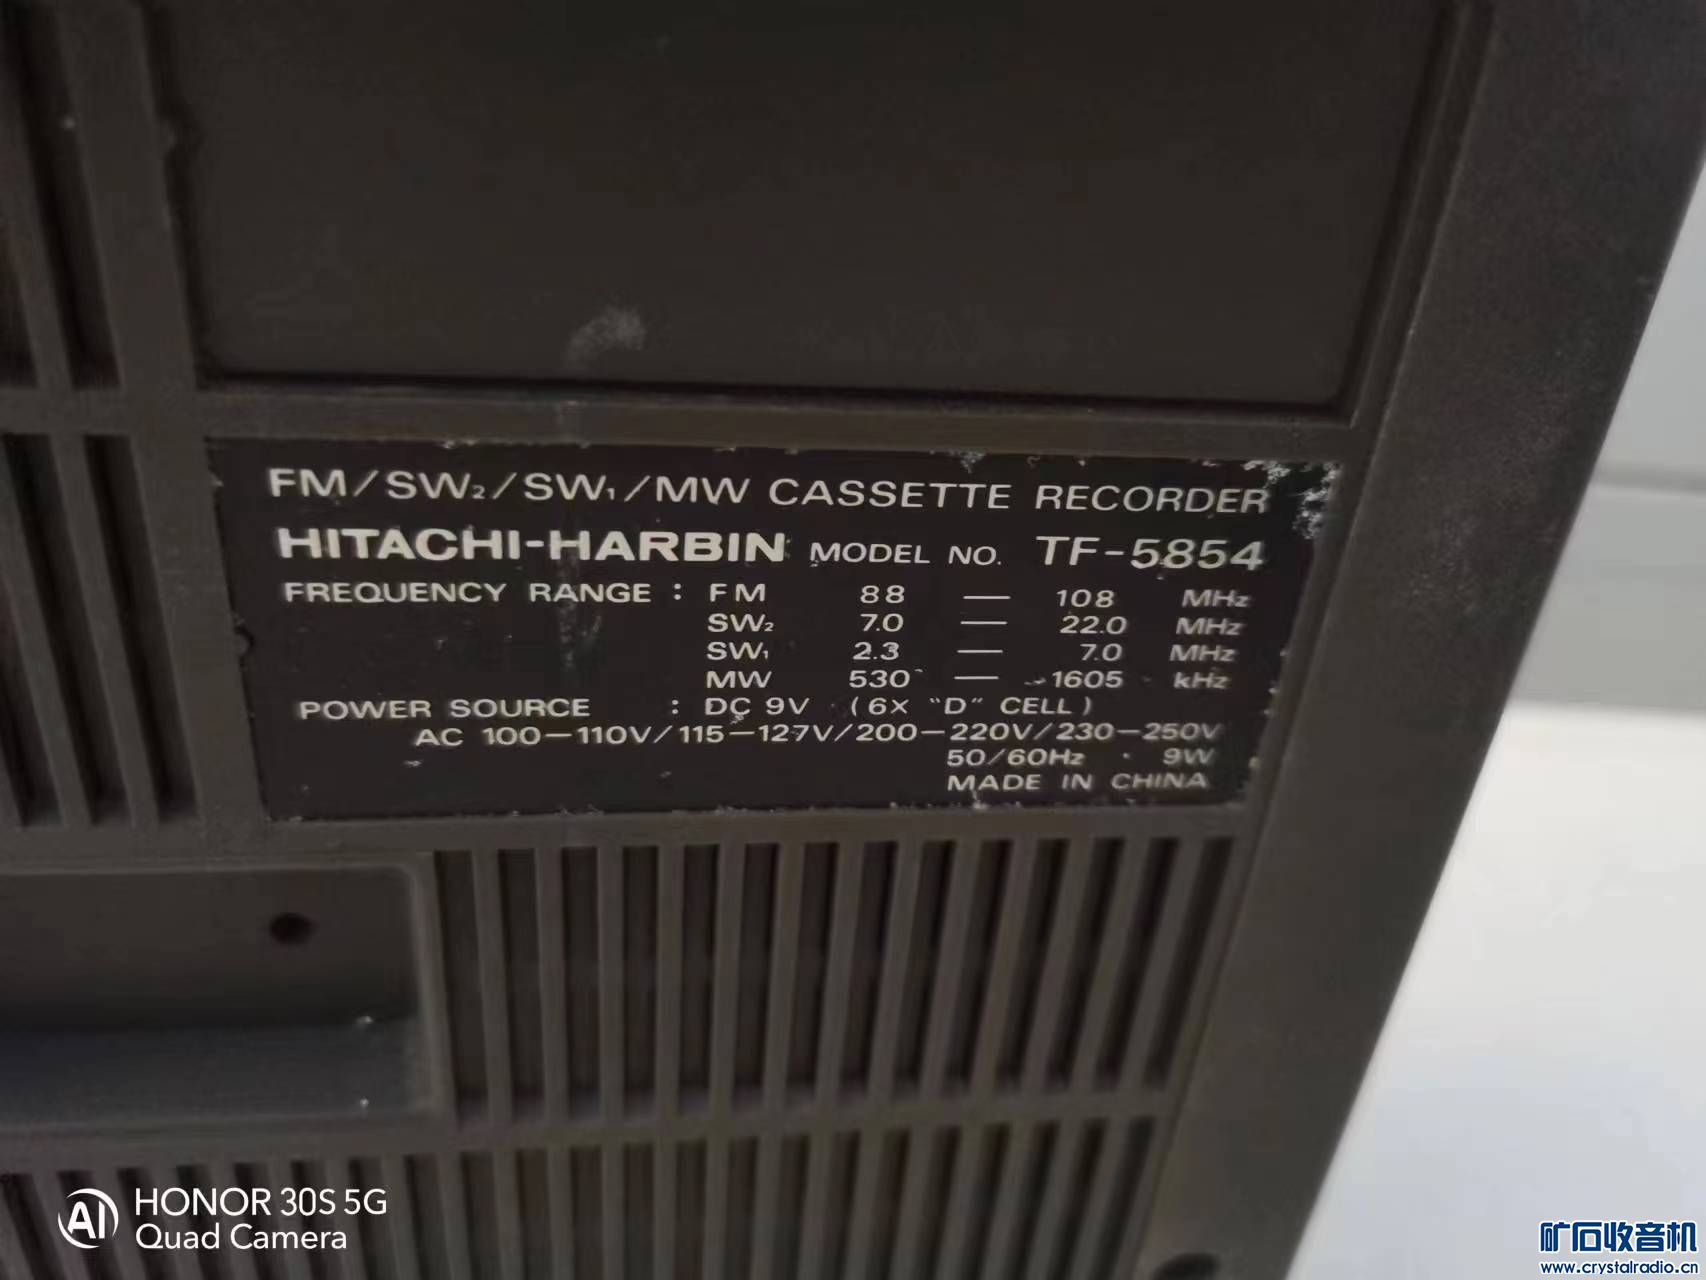 FM/SW₂/SW₁/MW CASSETTE RECORDER
HITACHI-HARBIN MODEL NO. TF-5854
FREQUENCY RANGE : FM 88 — 108 MHz
SW₂ 7.0 — 22.0 MHz
SW₁ 2.3 — 7.0 MHz
MW 530 — 1605 kHz
POWER SOURCE : DC 9V (6X "D" CELL)
AC 100-110V/115-127V/200-220V/230-250V
50/60Hz · 9W
MADE IN CHINA
AI HONOR 30S 5G
Quad Camera
矿石收音机
www.crystalradio.cn